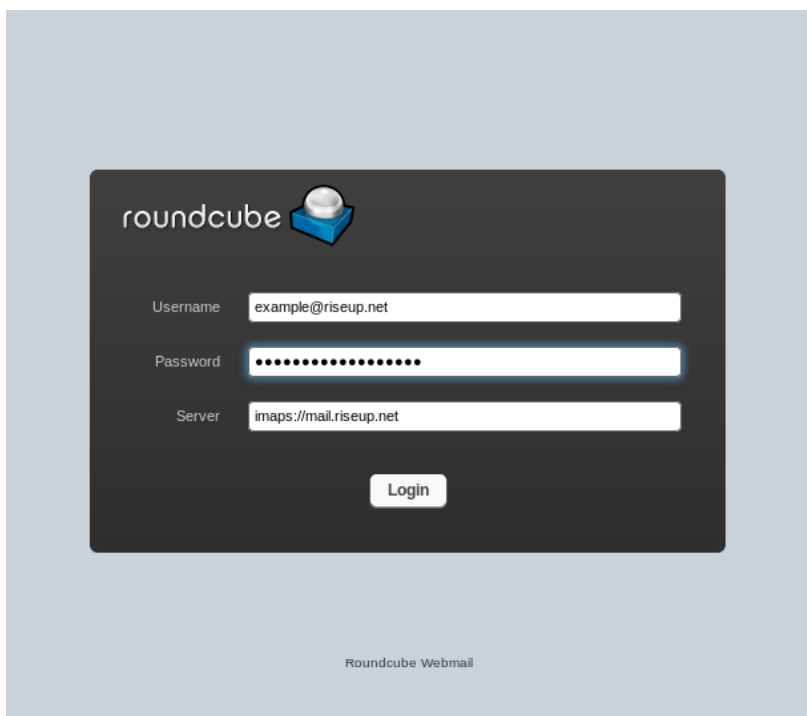 roundcube
Username
example@riseup.net
Password
••••••••••••••••••
Server
imaps://mail.riseup.net
Login
Roundcube Webmail